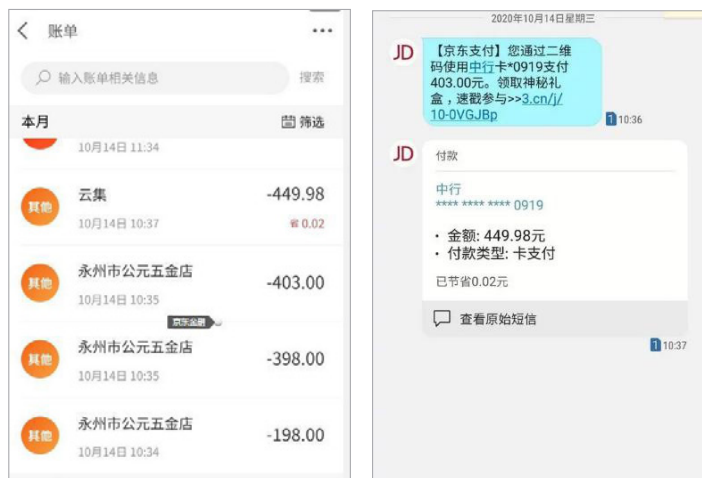 账单
输入账单相关信息
搜索
本月
筛选
10月14日 11:34
其他
云集
-449.98
10月14日 10:37
省 0.02
其他
永州市公元五金店
-403.00
10月14日 10:35
京东金融
其他
永州市公元五金店
-398.00
10月14日 10:35
其他
永州市公元五金店
-198.00
10月14日 10:34
2020年10月14日星期三
JD
【京东支付】您通过二维
码使用中行卡*0919支付
403.00元。领取神秘礼
盒，速戳参与>>3.cn/j/
10-0VGJBp
1 10:36
JD
付款
中行
**** **** **** 0919
· 金额: 449.98元
· 付款类型: 卡支付
已节省0.02元
查看原始短信
1 10:37